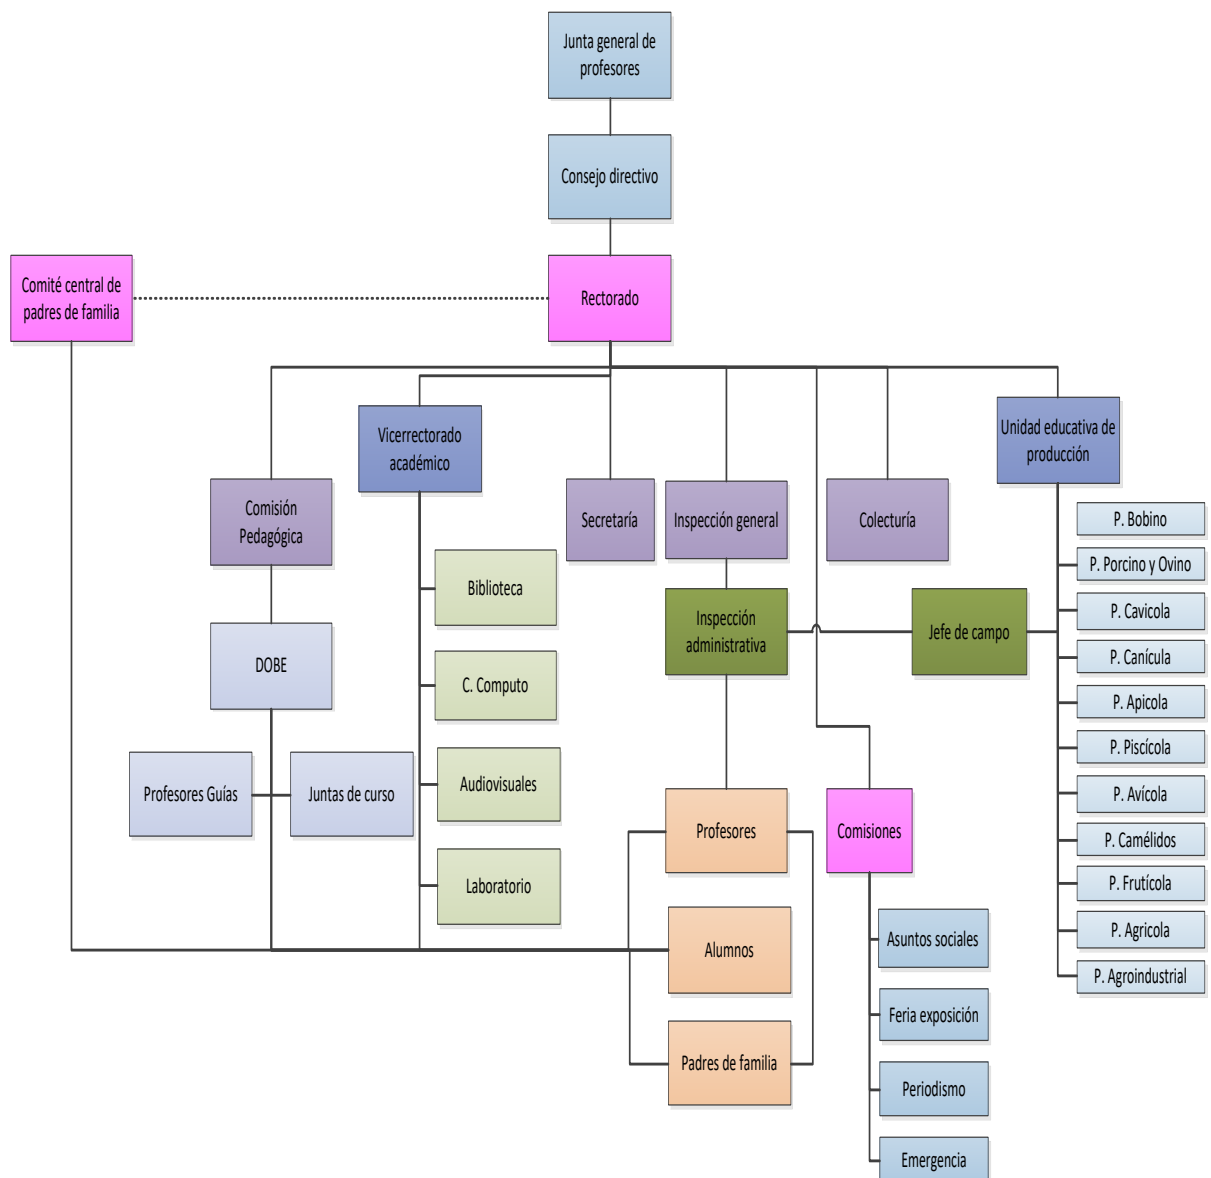 Junta general de
profesores
Consejo directivo
Comité central de
padres de familia
Rectorado
Vicerrectorado
académico
Unidad educativa de
producción
Comisión
Pedagógica
Secretaría
Inspección general
Colecturía
P. Bobino
P. Porcino y Ovino
P. Cavicola
P. Canícula
P. Apicola
P. Piscícola
P. Avícola
P. Camélidos
P. Frutícola
P. Agricola
P. Agroindustrial
Biblioteca
C. Computo
Audiovisuales
Laboratorio
Inspección
administrativa
Jefe de campo
DOBE
Profesores Guías
Juntas de curso
Profesores
Alumnos
Padres de familia
Comisiones
Asuntos sociales
Feria exposición
Periodismo
Emergencia